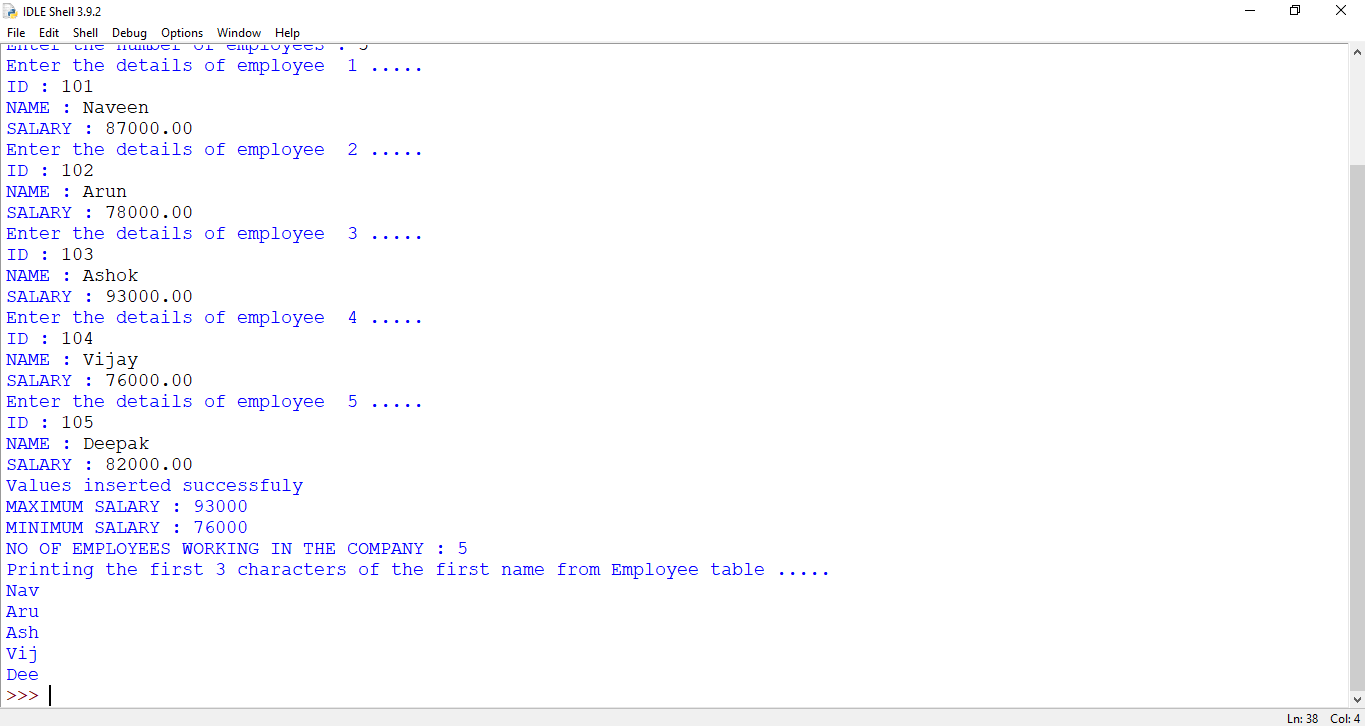 IDLE Shell 3.9.2
File Edit Shell Debug Options Window Help
Enter the number of employees : 5
Enter the details of employee  1 .....
ID : 101
NAME : Naveen
SALARY : 87000.00
Enter the details of employee  2 .....
ID : 102
NAME : Arun
SALARY : 78000.00
Enter the details of employee  3 .....
ID : 103
NAME : Ashok
SALARY : 93000.00
Enter the details of employee  4 .....
ID : 104
NAME : Vijay
SALARY : 76000.00
Enter the details of employee  5 .....
ID : 105
NAME : Deepak
SALARY : 82000.00
Values inserted successfuly
MAXIMUM SALARY : 93000
MINIMUM SALARY : 76000
NO OF EMPLOYEES WORKING IN THE COMPANY : 5
Printing the first 3 characters of the first name from Employee table .....
Nav
Aru
Ash
Vij
Dee
>>>
Ln: 38 Col: 4